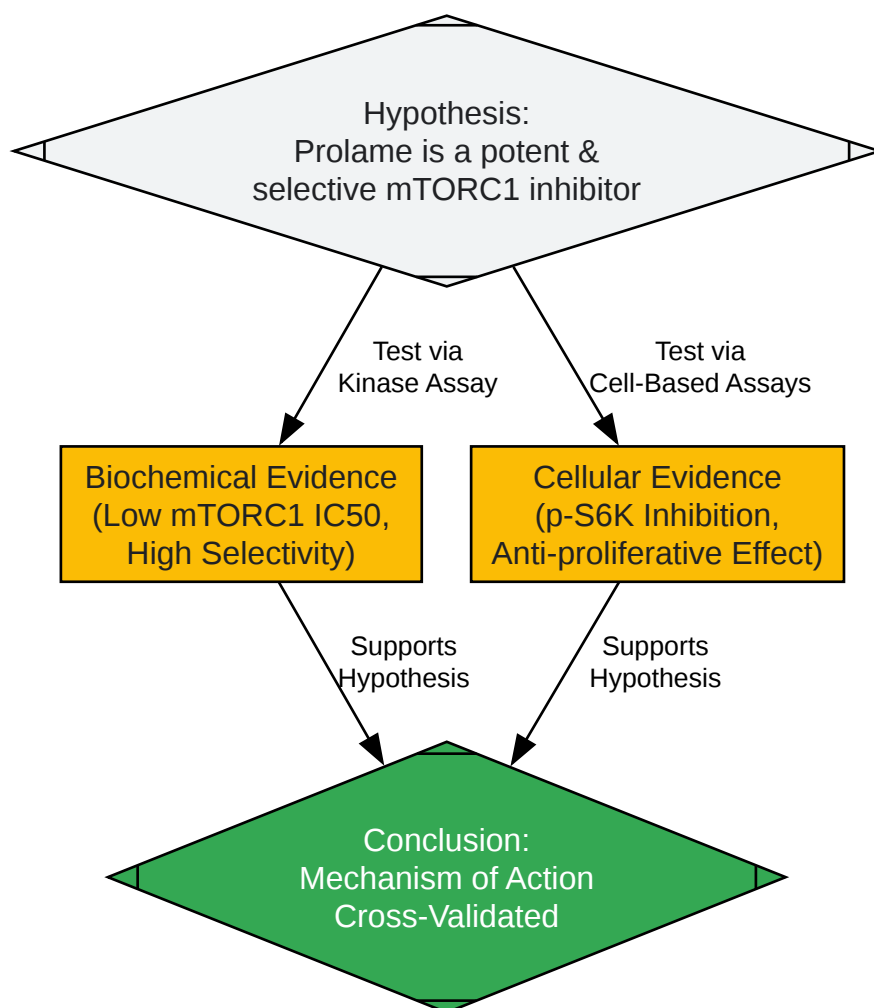 Hypothesis:
Prolame is a potent &
selective mTORC1 inhibitor
Test via
Kinase Assay
Test via
Cell-Based Assays
Biochemical Evidence
(Low mTORC1 IC50,
High Selectivity)
Cellular Evidence
(p-S6K Inhibition,
Anti-proliferative Effect)
Supports
Hypothesis
Supports
Hypothesis
Conclusion:
Mechanism of Action
Cross-Validated